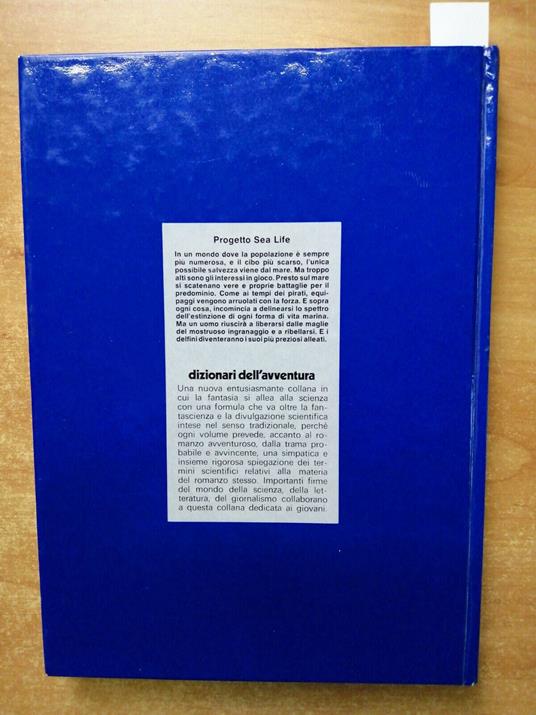 Progetto Sea Life
In un mondo dove la popolazione è sempre
più numerosa, e il cibo più scarso, l'unica
possibile salvezza viene dal mare. Ma troppo
alti sono gli interessi in gioco. Presto sul mare
si scatenano vere e proprie battaglie per il
predominio. Come ai tempi dei pirati, equi-
paggi vengono arruolati con la forza. E sopra
ogni cosa, incomincia a delinearsi lo spettro
dell'estinzione di ogni forma di vita marina.
Ma un uomo riuscirà a liberarsi dalle maglie
del mostruoso ingranaggio e a ribellarsi. E i
delfini diventeranno i suoi più preziosi alleati.
dizionari dell'avventura
Una nuova entusiasmante collana in
cui la fantasia si allea alla scienza
con una formula che va oltre la fan-
tascienza e la divulgazione scientifica
intese nel senso tradizionale, perchè
ogni volume prevede, accanto al ro-
manzo avventuroso, dalla trama pro-
babile e avvincente, una simpatica e
insieme rigorosa spiegazione dei ter-
mini scientifici relativi alla materia
del romanzo stesso. Importanti firme
del mondo della scienza, della let-
teratura, del giornalismo collaborano
a questa collana dedicata ai giovani.